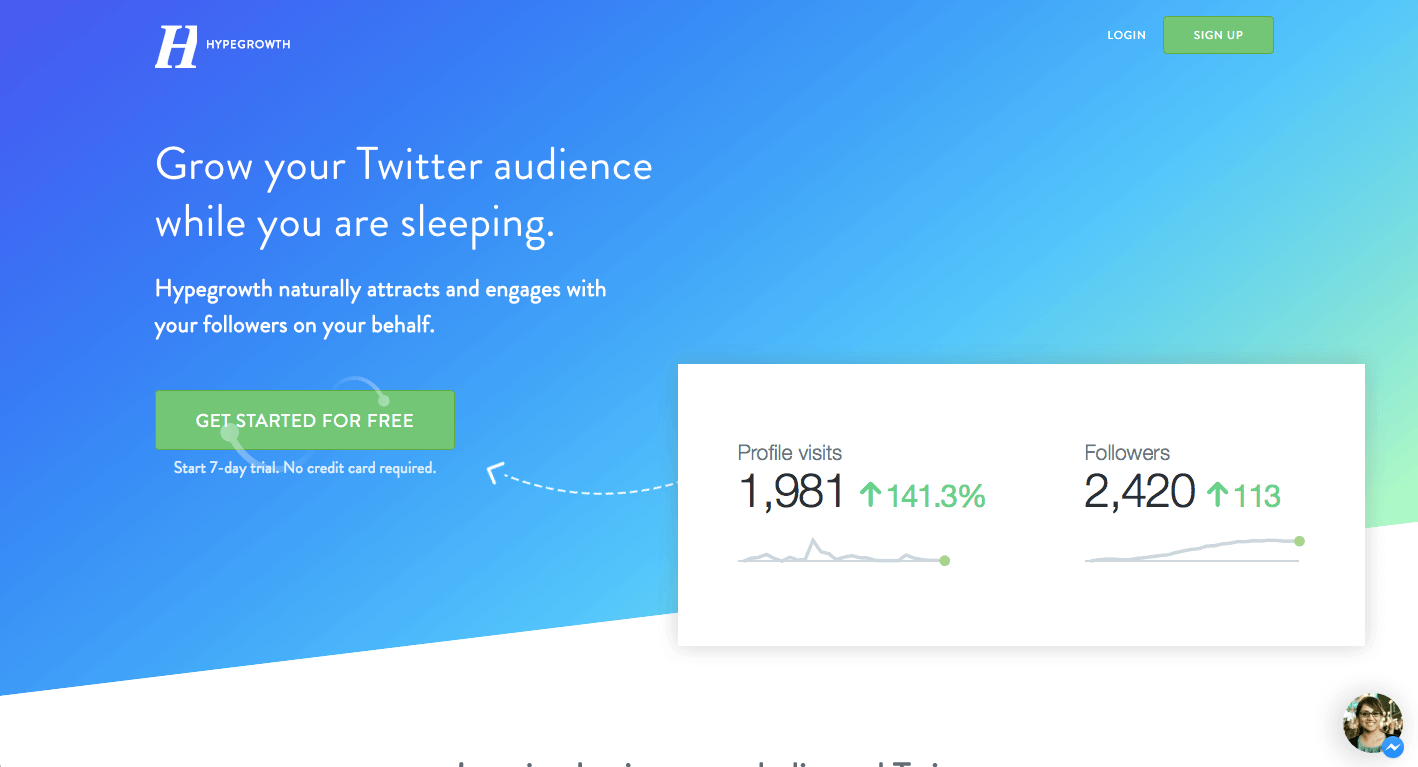 H HYPEGROWTH
LOGIN
SIGN UP
Grow your Twitter audience
while you are sleeping.
Hypegrowth naturally attracts and engages with
your followers on your behalf.
GET STARTED FOR FREE
Start 7-day trial. No credit card required.
Profile visits
1,981 ↑141.3%
Followers
2,420 ↑113